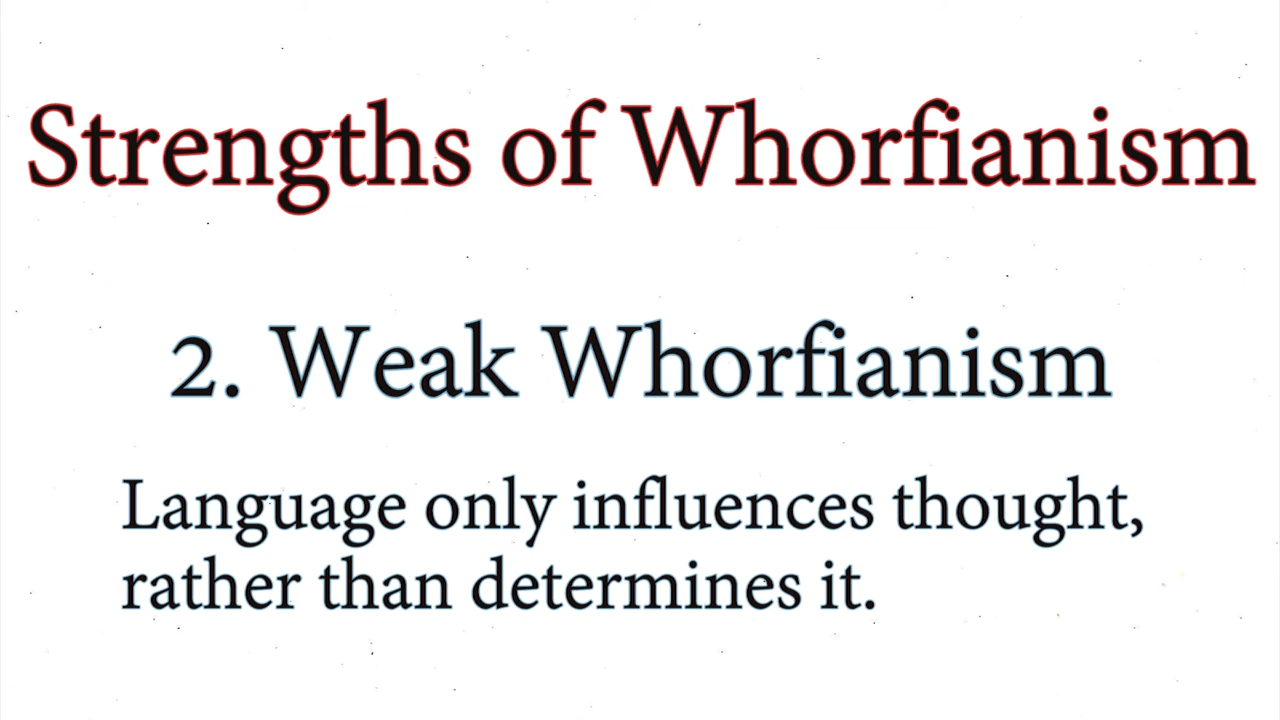 Strengths of Whorfianism
2. Weak Whorfianism
Language only influences thought,
rather than determines it.